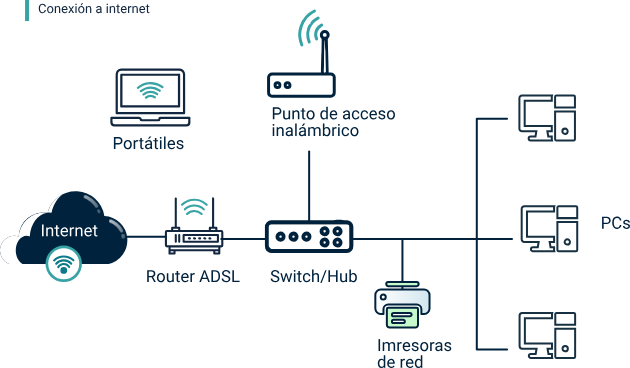 Conexión a internet
Punto de acceso
inalámbrico
Portátiles
Internet
PCs
Router ADSL
Switch/Hub
Imresoras
de red